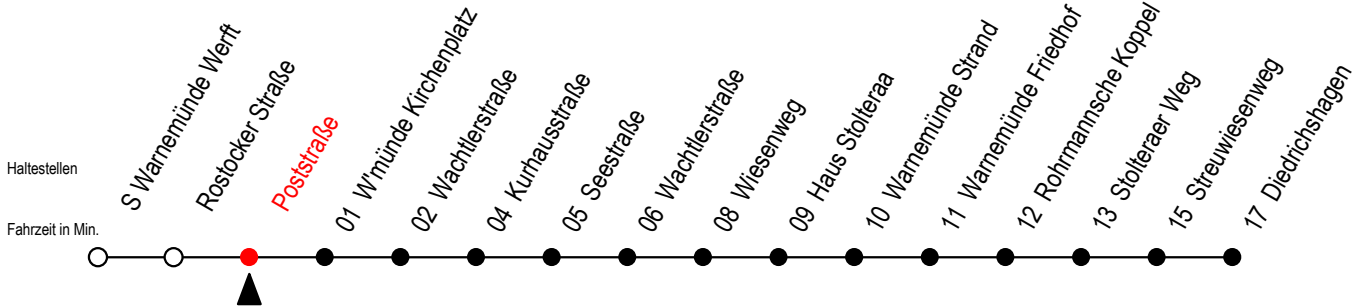 Haltestellen
Fahrzeit in Min.
S Warnemünde Werft
Rostocker Straße
Poststraße
01 W'münde Kirchenplatz
02 Wachtlerstraße
04 Kurhausstraße
05 Seestraße
06 Wachtlerstraße
08 Wiesenweg
09 Haus Stolteraa
10 Warnemünde Strand
11 Warnemünde Friedhof
12 Rohrmannsche Koppel
13 Stolteraer Weg
15 Streuwiesenweg
17 Diedrichshagen